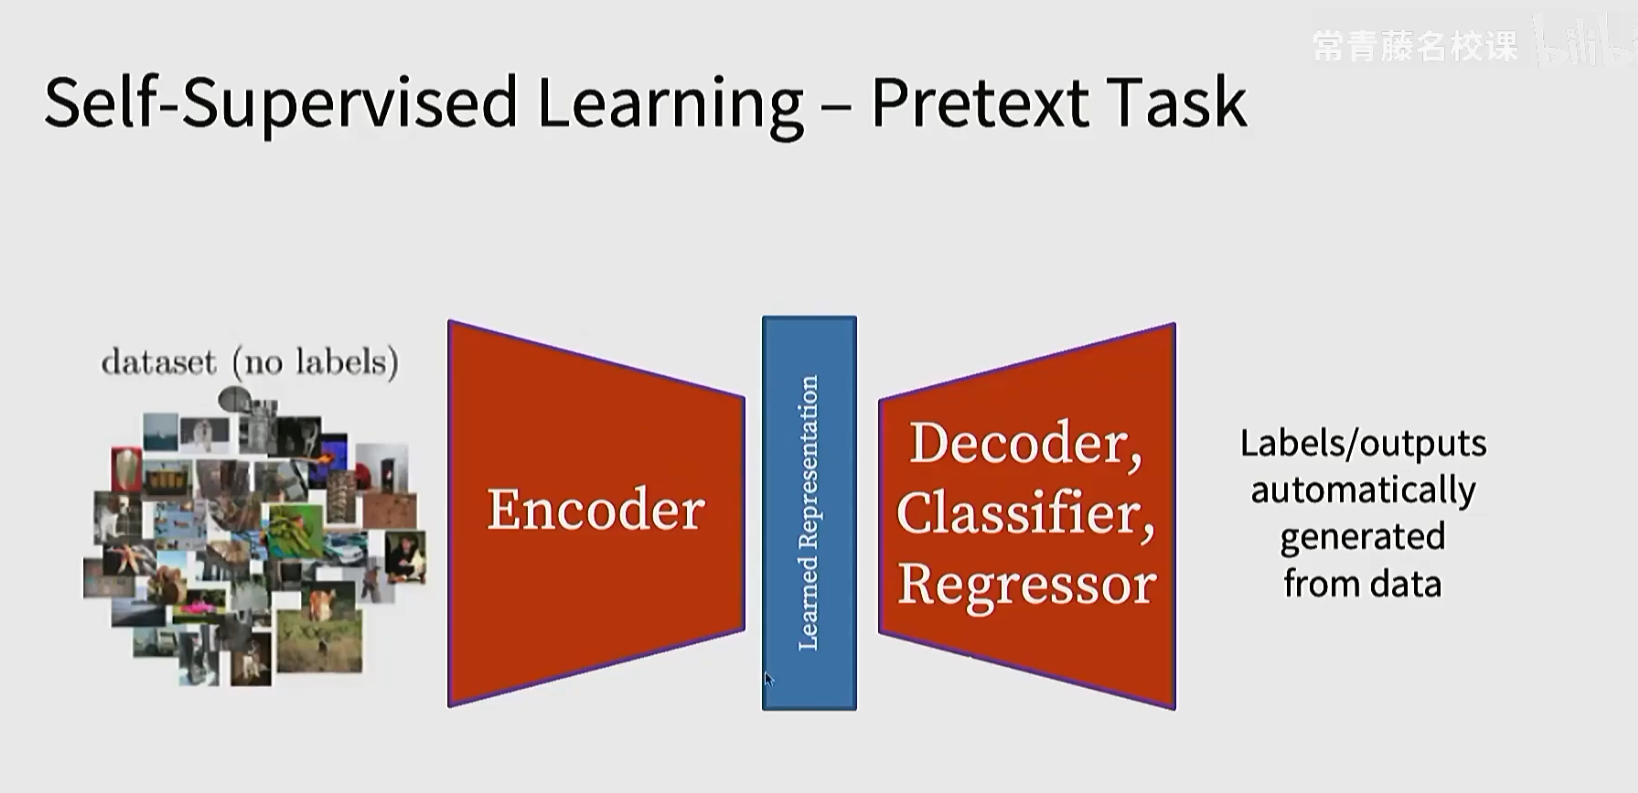 常青藤名校课 bilibili
Self-Supervised Learning – Pretext Task
dataset (no labels)
Encoder
Learned Representation
Decoder,
Classifier,
Regressor
Labels/outputs
automatically
generated
from data